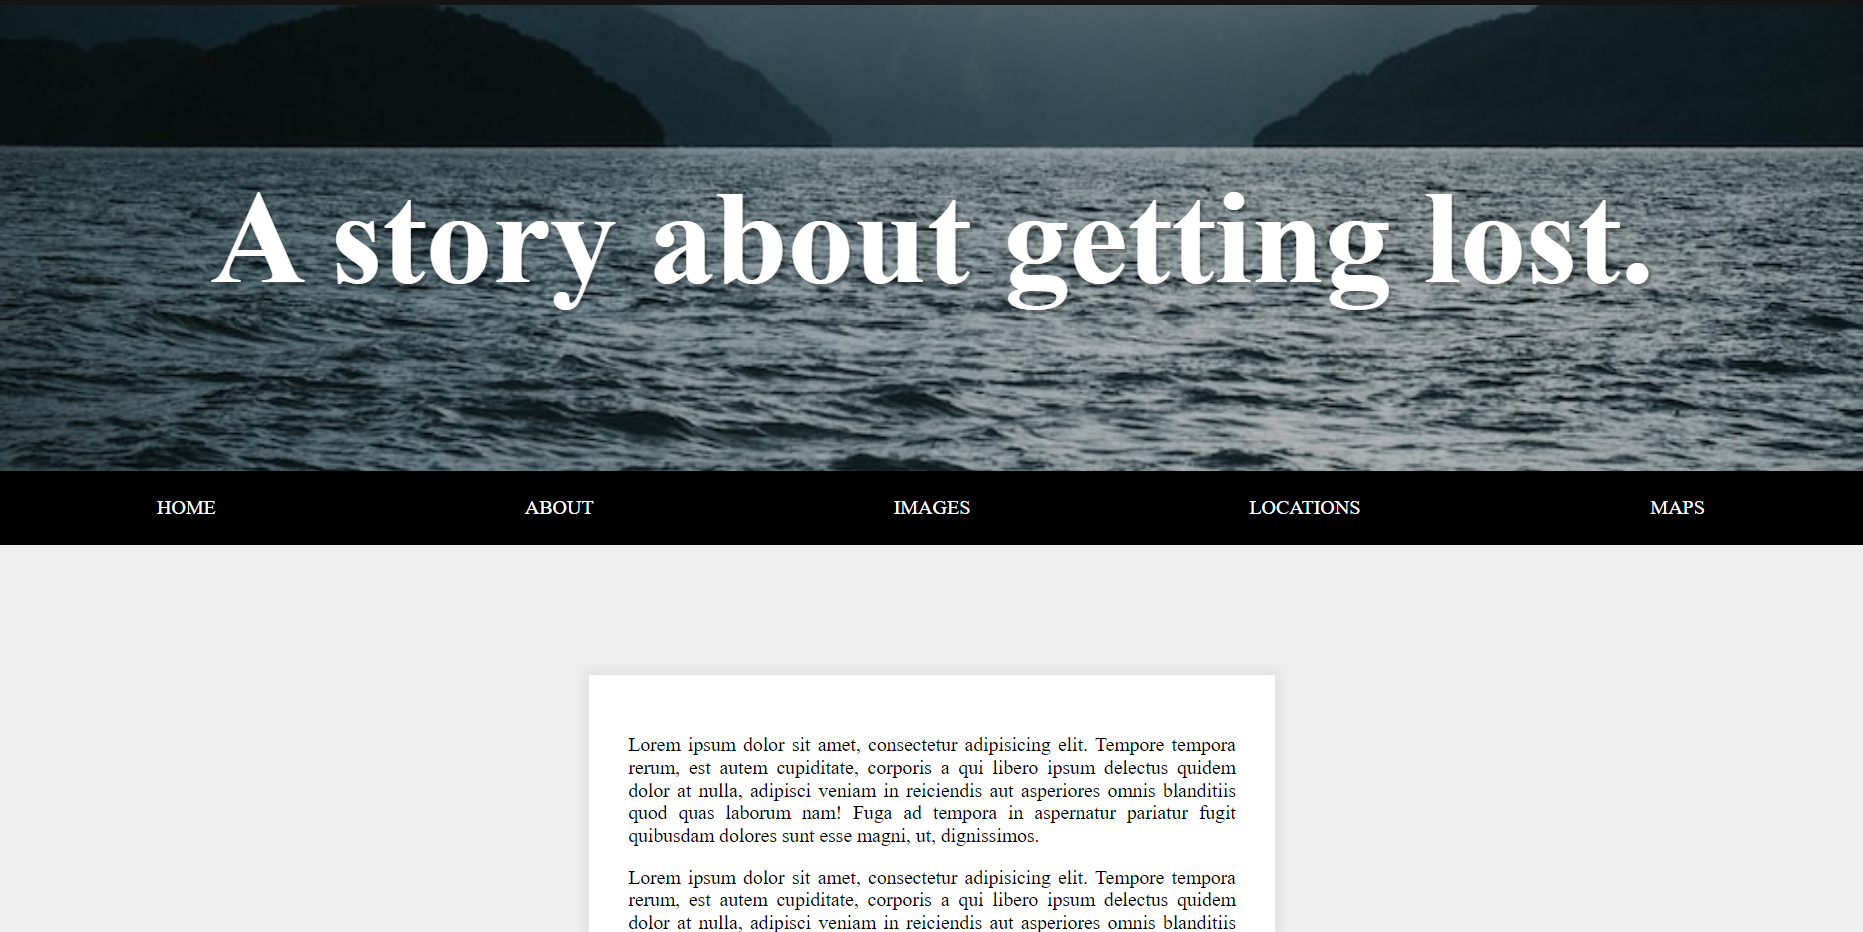 A story about getting lost.
HOME ABOUT IMAGES LOCATIONS MAPS
Lorem ipsum dolor sit amet, consectetur adipisicing elit. Tempore tempora
rerum, est autem cupiditate, corporis a qui libero ipsum delectus quidem
dolor at nulla, adipisci veniam in reiciendis aut asperiores omnis blanditiis
quod quas laborum nam! Fuga ad tempora in aspernatur pariatur fugit
quibusdam dolores sunt esse magni, ut, dignissimos.
Lorem ipsum dolor sit amet, consectetur adipisicing elit. Tempore tempora
rerum, est autem cupiditate, corporis a qui libero ipsum delectus quidem
dolor at nulla, adipisci veniam in reiciendis aut asperiores omnis blanditiis